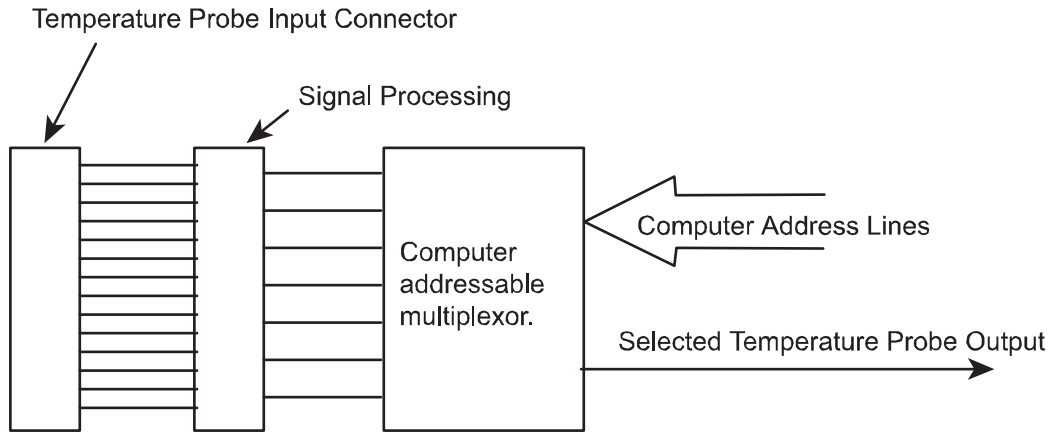 Temperature Probe Input Connector
Signal Processing
Computer
addressable
multiplexor.
Computer Address Lines
Selected Temperature Probe Output